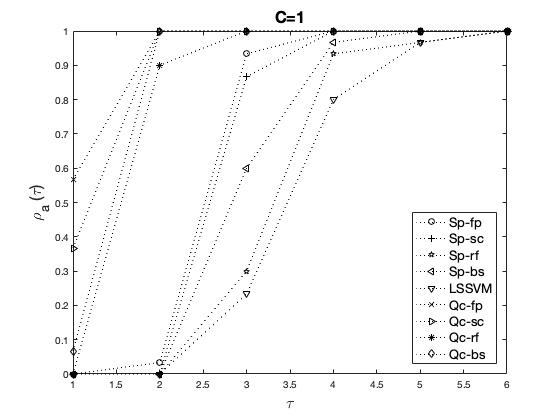 C=1
1
0.9
0.8
0.7
0.6
0.5
0.4
0.3
0.2
0.1
0
ρa (τ)
Sp-fp
Sp-sc
Sp-rf
Sp-bs
LSSVM
Qc-fp
Qc-sc
Qc-rf
Qc-bs
1 1.5 2 2.5 3 3.5 4 4.5 5 5.5 6
τ